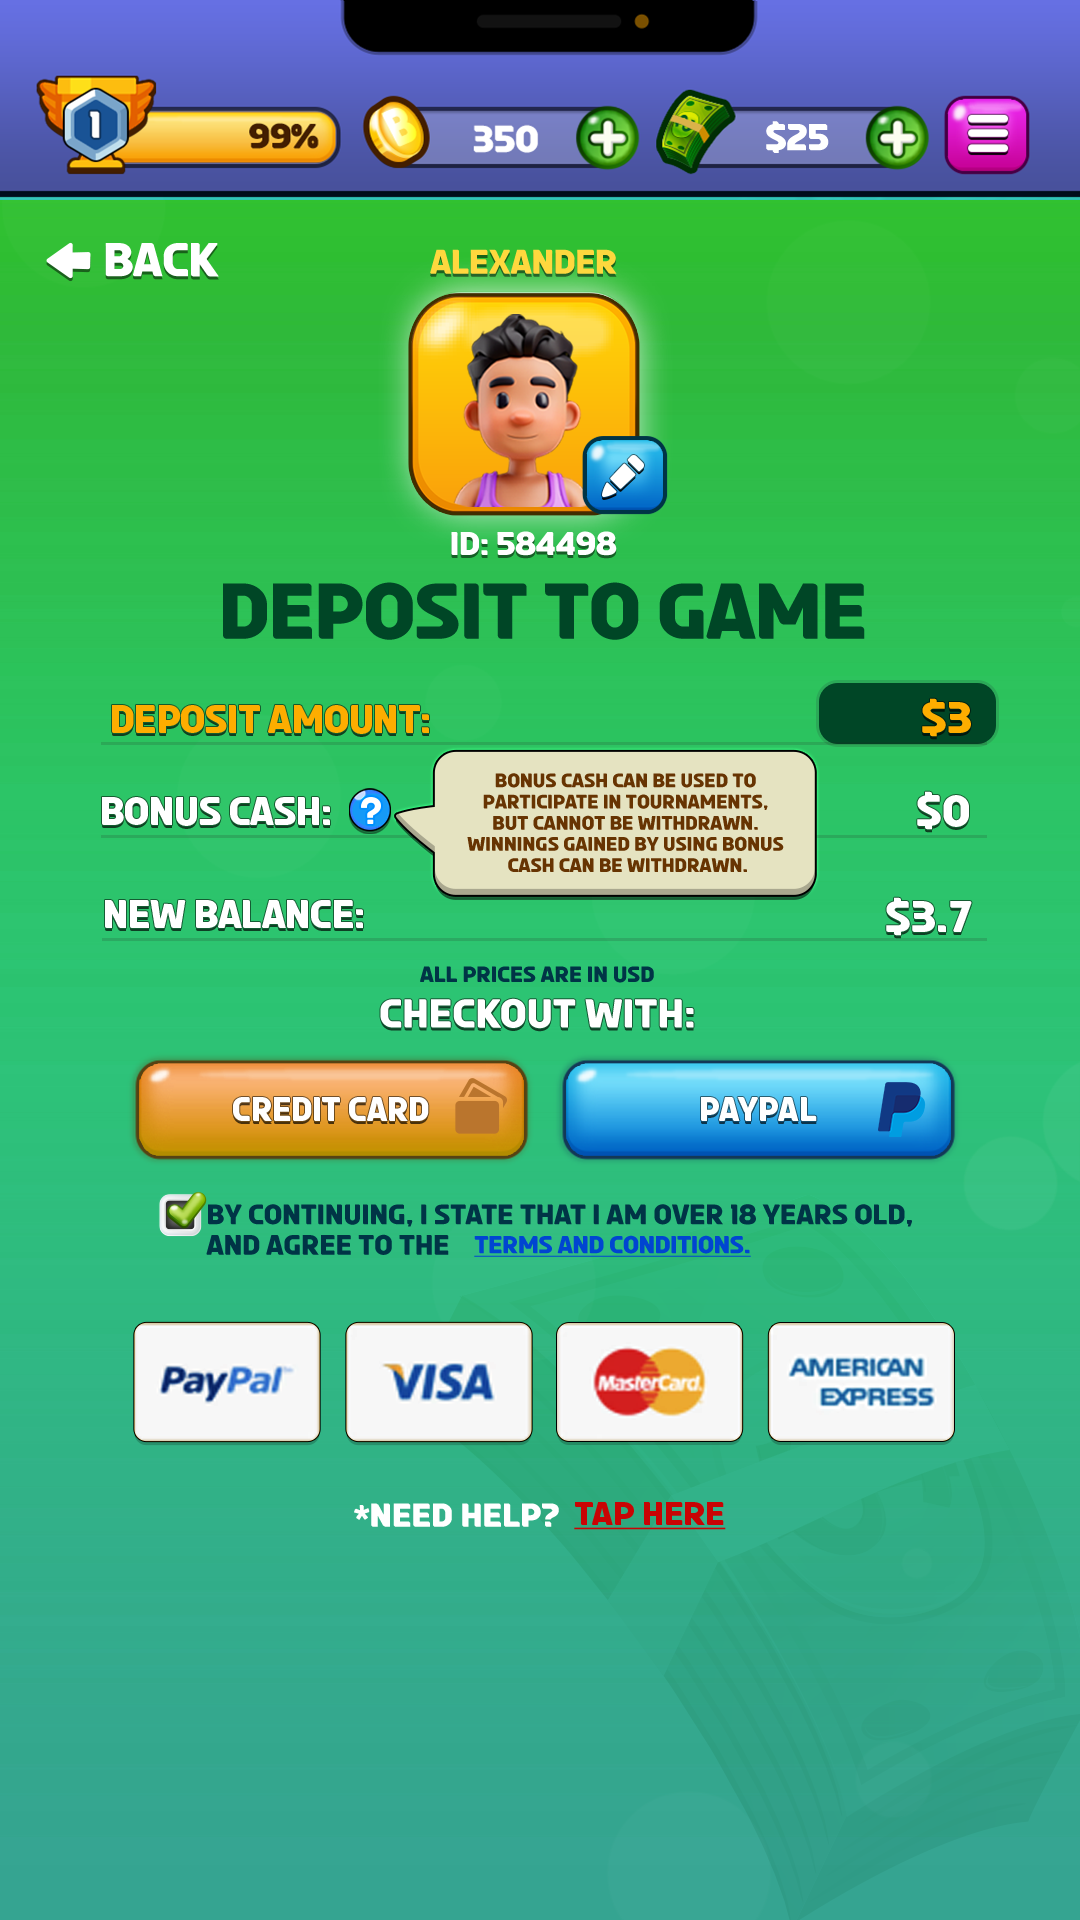 1
99%
350
$25
BACK
ALEXANDER
ID: 584498
DEPOSIT TO GAME
DEPOSIT AMOUNT:
$3
BONUS CASH:
?
BONUS CASH CAN BE USED TO
PARTICIPATE IN TOURNAMENTS,
BUT CANNOT BE WITHDRAWN.
WINNINGS GAINED BY USING BONUS
CASH CAN BE WITHDRAWN.
$0
NEW BALANCE:
$3.7
ALL PRICES ARE IN USD
CHECKOUT WITH:
CREDIT CARD
PAYPAL
BY CONTINUING, I STATE THAT I AM OVER 18 YEARS OLD,
AND AGREE TO THE TERMS AND CONDITIONS.
PayPal
VISA
MasterCard
AMERICAN
EXPRESS
*NEED HELP? TAP HERE